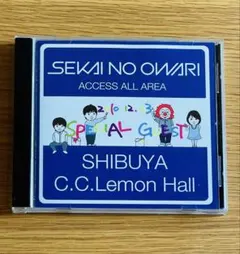 SEKAI NO OWARI
ACCESS ALL AREA
2010.12.3
SPECIAL GUEST
SHIBUYA
C.C.Lemon Hall